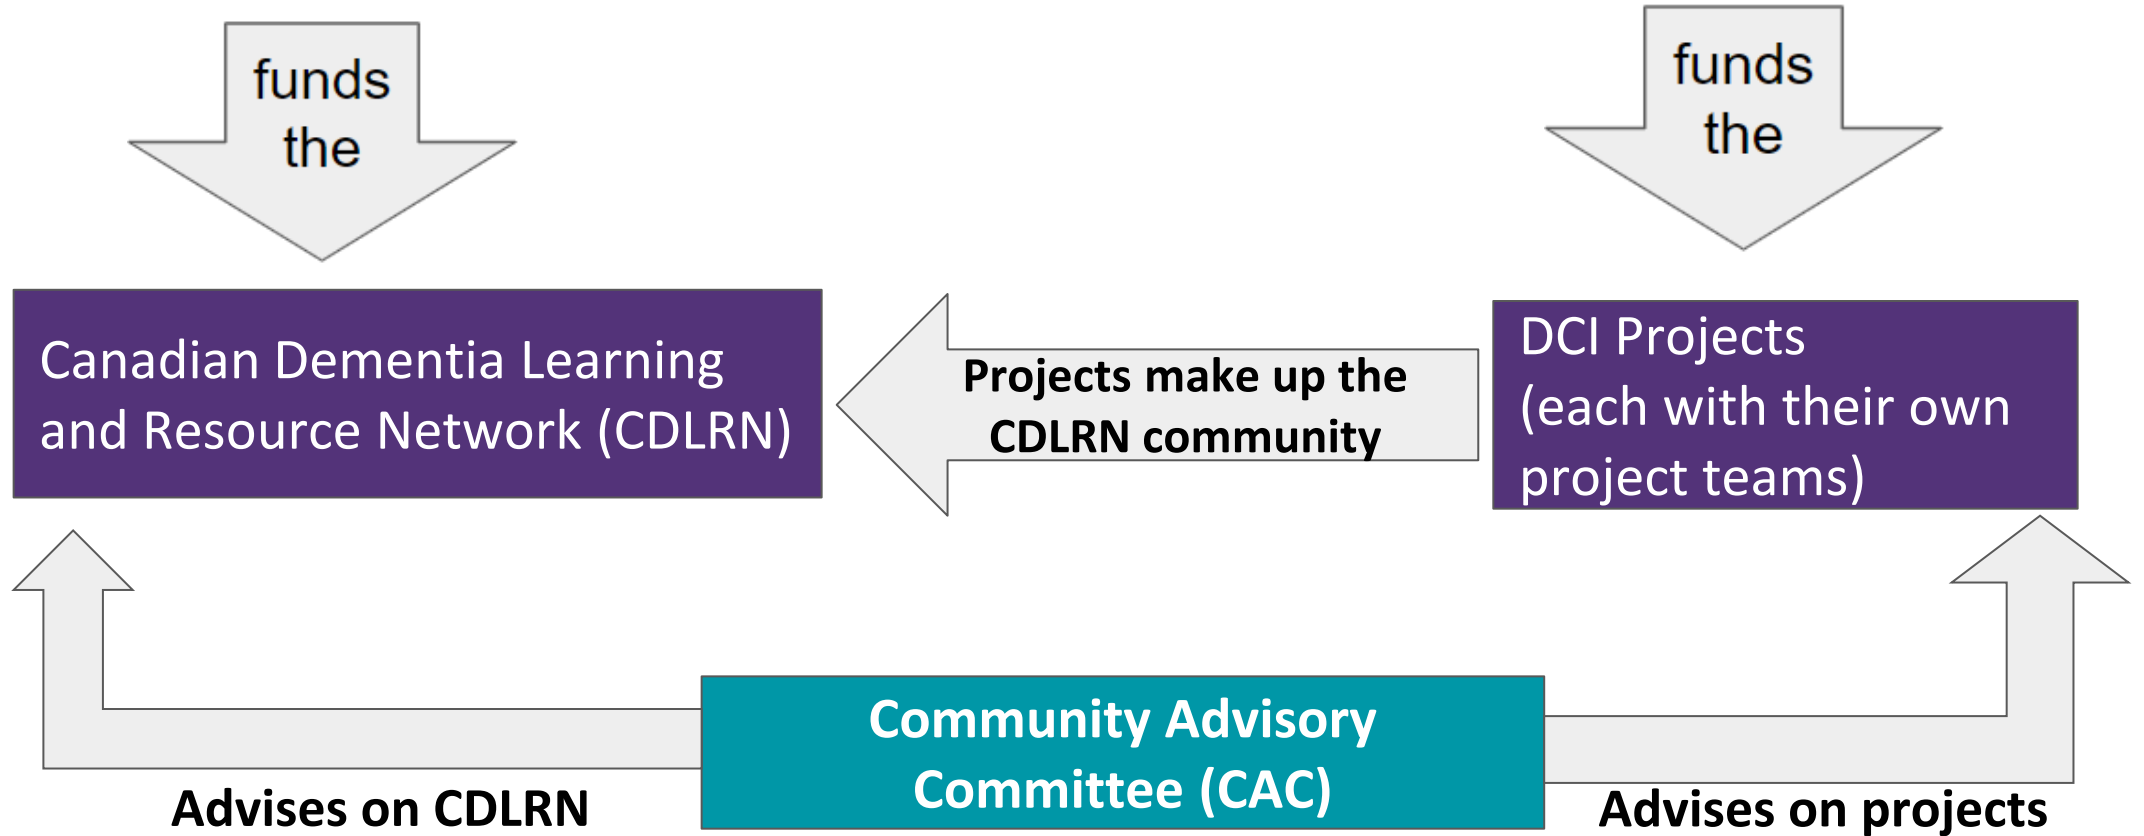 funds
the
funds
the
Canadian Dementia Learning
and Resource Network (CDLRN)
Projects make up the
CDLRN community
DCI Projects
(each with their own
project teams)
Community Advisory
Committee (CAC)
Advises on CDLRN
Advises on projects